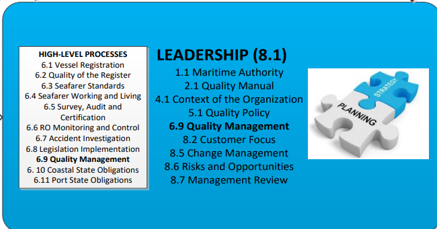 HIGH-LEVEL PROCESSES
6.1 Vessel Registration
6.2 Quality of the Register
6.3 Seafarer Standards
6.4 Seafarer Working and Living
6.5 Survey, Audit and
Certification
6.6 RO Monitoring and Control
6.7 Accident Investigation
6.8 Legislation Implementation
6.9 Quality Management
6. 10 Coastal State Obligations
6.11 Port State Obligations
LEADERSHIP (8.1)
1.1 Maritime Authority
2.1 Quality Manual
4.1 Context of the Organization
5.1 Quality Policy
6.9 Quality Management
8.2 Customer Focus
8.5 Change Management
8.6 Risks and Opportunities
8.7 Management Review
STRATEGY
PLANNING